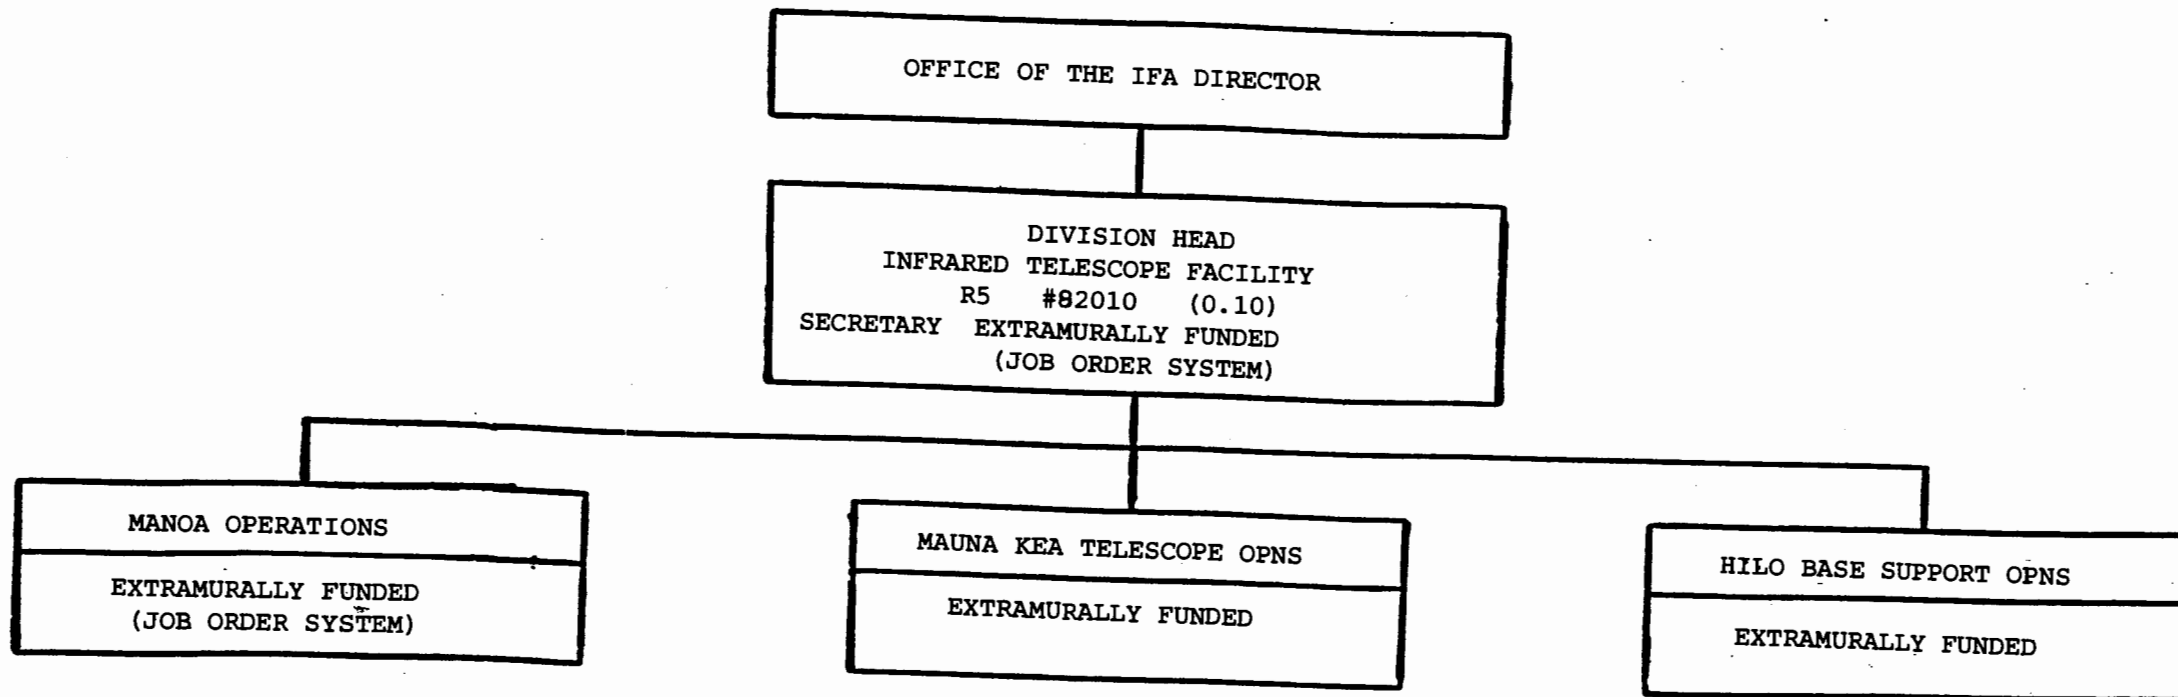 OFFICE OF THE IFA DIRECTOR
DIVISION HEAD
INFRARED TELESCOPE FACILITY
R5 #82010 (0.10)
SECRETARY EXTRAMURALLY FUNDED
(JOB ORDER SYSTEM)
MANOA OPERATIONS
EXTRAMURALLY FUNDED
(JOB ORDER SYSTEM)
MAUNA KEA TELESCOPE OPNS
EXTRAMURALLY FUNDED
HILO BASE SUPPORT OPNS
EXTRAMURALLY FUNDED